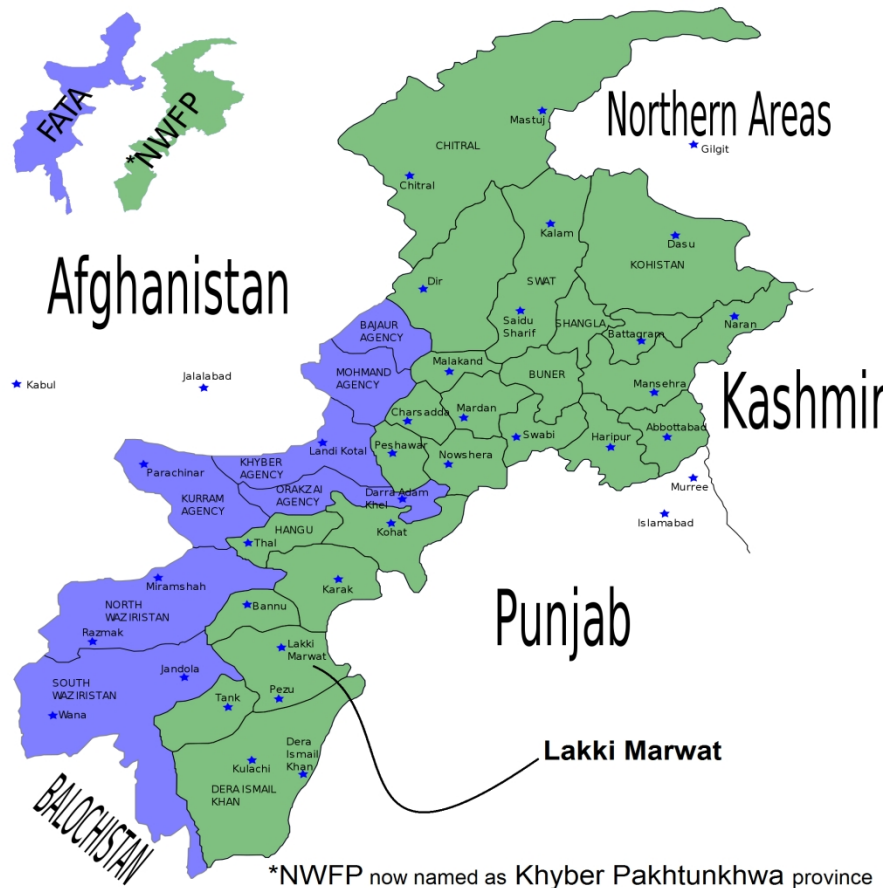 FATA
*NWFP
Northern Areas
Mastuj
Gilgit
CHITRAL
Chitral
Kalam
Dasu
KOHISTAN
Afghanistan
Dir
SWAT
Saidu
Sharif
SHANGLA
Naran
BAJAUR
AGENCY
Battagram
MOHMAND
AGENCY
Malakand
BUNER
Kabul
Jalalabad
Mansehra
Kashmir
Charsadda
Mardan
Abbottabad
Swabi
Haripur
Landi Kotal
Peshawar
Nowshera
Parachinar
KHYBER
AGENCY
Murree
KURRAM
AGENCY
ORAKZAI
AGENCY
Darra Adam
Khel
Islamabad
HANGU
Thal
Kohat
Miramshah
Karak
NORTH
WAZIRISTAN
Bannu
Punjab
Razmak
Lakki
Marwat
Jandola
SOUTH
WAZIRISTAN
Pezu
Tank
Wana
Lakki Marwat
Dera
Ismail
Khan
Kulachi
DERA ISMAIL
KHAN
BALOCHISTAN
*NWFP now named as Khyber Pakhtunkhwa province